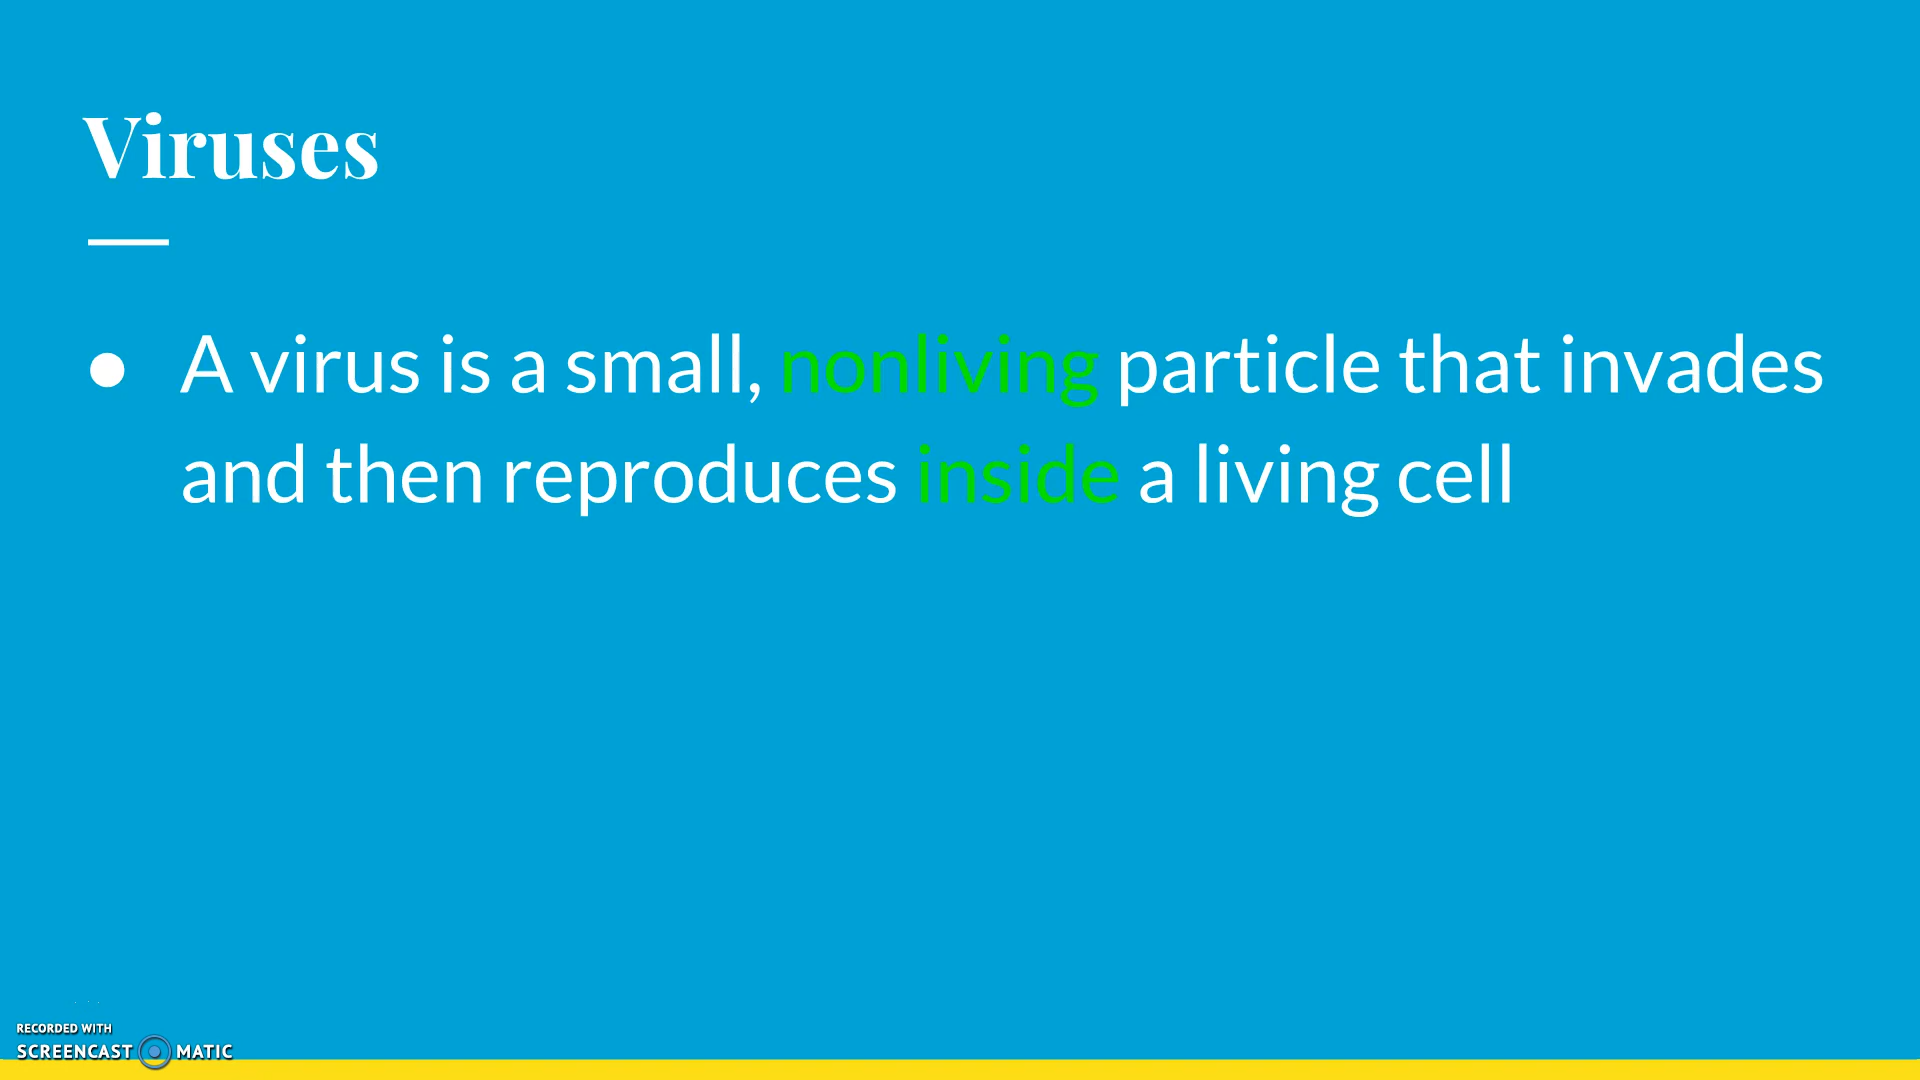 Viruses
● A virus is a small, nonliving particle that invades
and then reproduces inside a living cell
RECORDED WITH
SCREENCAST MATIC